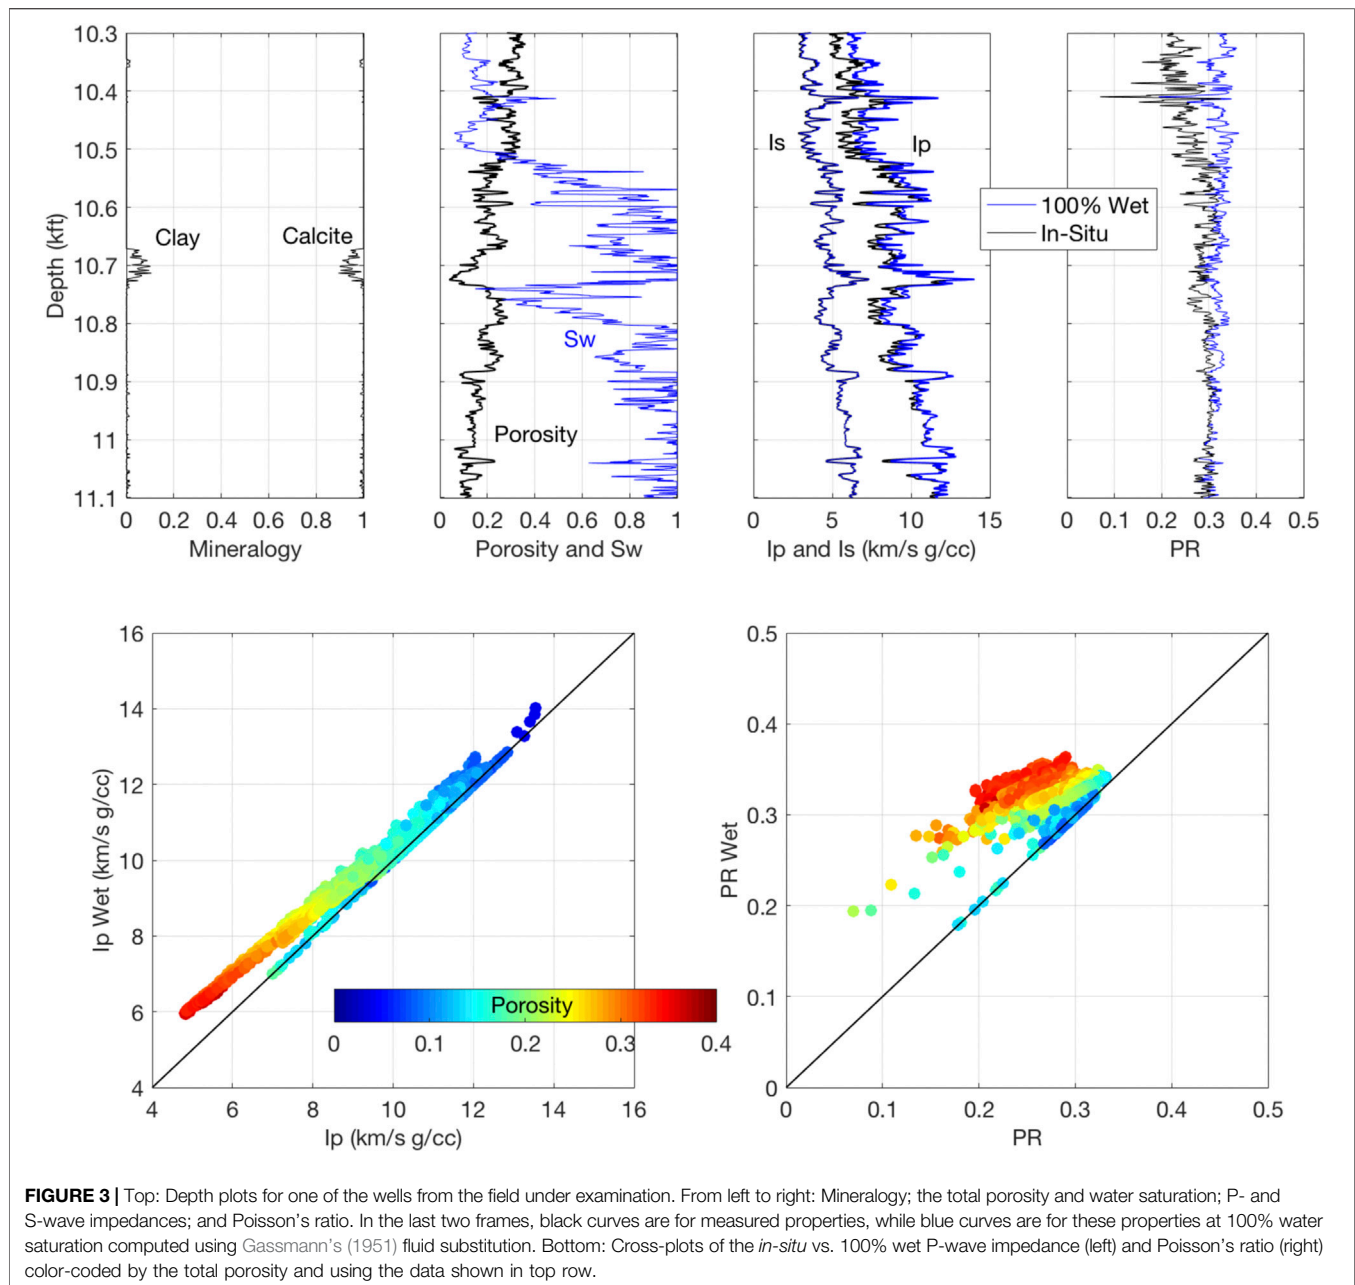 10.3
10.4
10.5
10.6
10.7
10.8
10.9
11
11.1
Depth (kft)
Clay
Calcite
0 0.2 0.4 0.6 0.8 1
Mineralogy
Sw
Porosity
0 0.2 0.4 0.6 0.8 1
Porosity and Sw
Is
Ip
0 5 10 15
Ip and Is (km/s g/cc)
100% Wet
In-Situ
0 0.1 0.2 0.3 0.4 0.5
PR
16
14
12
10
8
6
4
Ip Wet (km/s g/cc)
Porosity
0 0.1 0.2 0.3 0.4
4 6 8 10 12 14 16
Ip (km/s g/cc)
0.5
0.4
0.3
0.2
0.1
0
PR Wet
0 0.1 0.2 0.3 0.4 0.5
PR
FIGURE 3 | Top: Depth plots for one of the wells from the field under examination. From left to right: Mineralogy; the total porosity and water saturation; P- and
S-wave impedances; and Poisson's ratio. In the last two frames, black curves are for measured properties, while blue curves are for these properties at 100% water
saturation computed using Gassmann's (1951) fluid substitution. Bottom: Cross-plots of the in-situ vs. 100% wet P-wave impedance (left) and Poisson's ratio (right)
color-coded by the total porosity and using the data shown in top row.